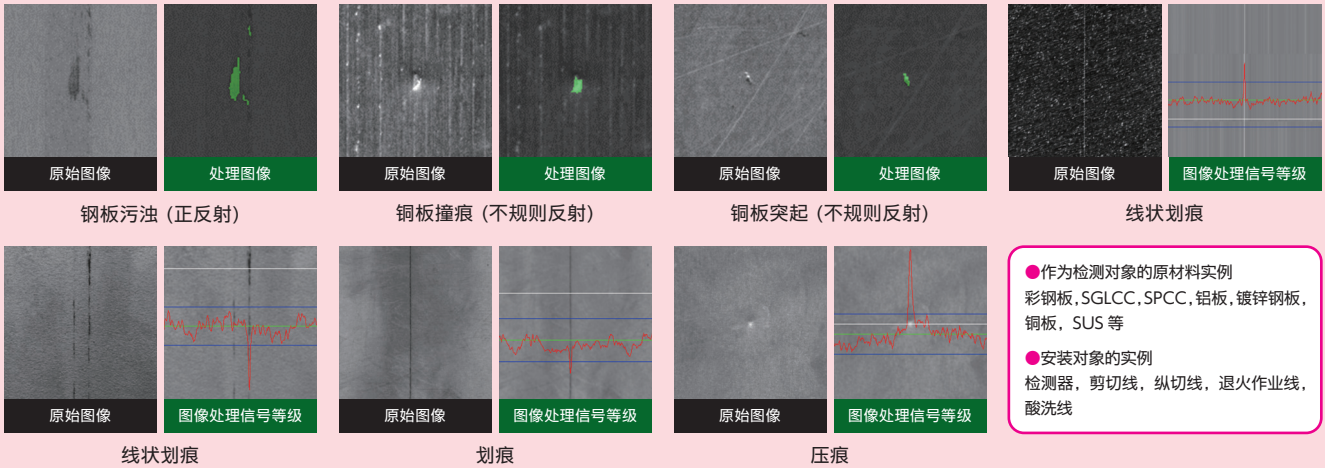 原始图像
处理图像
原始图像
处理图像
原始图像
处理图像
原始图像
图像处理信号等级
钢板污浊 (正反射)
铜板撞痕 (不规则反射)
铜板突起 (不规则反射)
线状划痕
原始图像
图像处理信号等级
原始图像
图像处理信号等级
原始图像
图像处理信号等级
线状划痕
划痕
压痕
●作为检测对象的原材料实例
彩钢板,SGLCC,SPCC,铝板,镀锌钢板,
铜板, SUS 等
●安装对象的实例
检测器, 剪切线, 纵切线, 退火作业线,
酸洗线